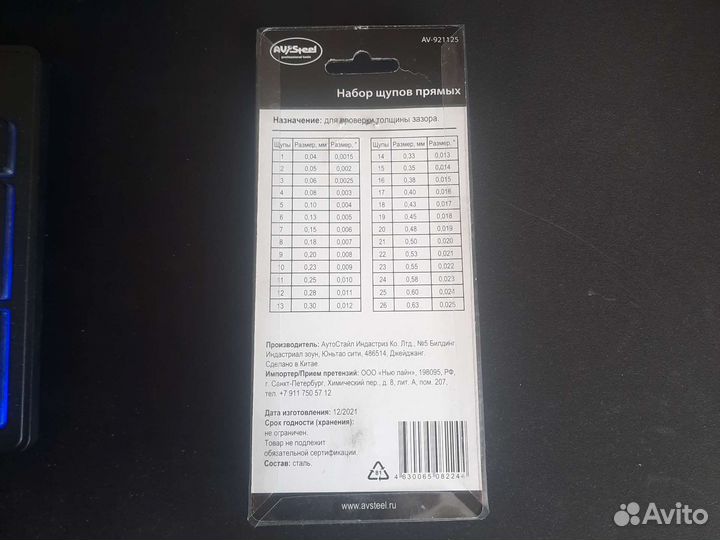 AV-921125
AV Steel
professional tools
Набор щупов прямых
Назначение: для проверки толщины зазора.
Щупы Размер, мм Размер, "
1 0,04 0,0015
2 0,05 0,002
3 0,06 0,0025
4 0,08 0,003
5 0,10 0,004
6 0,13 0,005
7 0,15 0,006
8 0,18 0,007
9 0,20 0,008
10 0,23 0,009
11 0,25 0,010
12 0,28 0,011
13 0,30 0,012
Щупы Размер, мм Размер, "
14 0,33 0,013
15 0,35 0,014
16 0,38 0,015
17 0,40 0,016
18 0,43 0,017
19 0,45 0,018
20 0,48 0,019
21 0,50 0,020
22 0,53 0,021
23 0,55 0,022
24 0,58 0,023
25 0,60 0,024
26 0,63 0,025
Производитель: АутоСтайл Индастриз Ко. Лтд., №5 Билдинг
Индастриал зоун, Юньтао сити, 486514, Джейджанг.
Сделано в Китае.
Импортер/Прием претензий: ООО «Нью лайн», 198095, РФ,
г. Санкт-Петербург, Химический пер., д. 8, лит. А, пом. 207,
тел. +7 911 750 57 12.
Дата изготовления: 12/2021
Срок годности (хранения):
не ограничен.
Товар не подлежит
обязательной сертификации.
Состав: сталь.
81
4 630065 08224
www.avsteel.ru
Avito